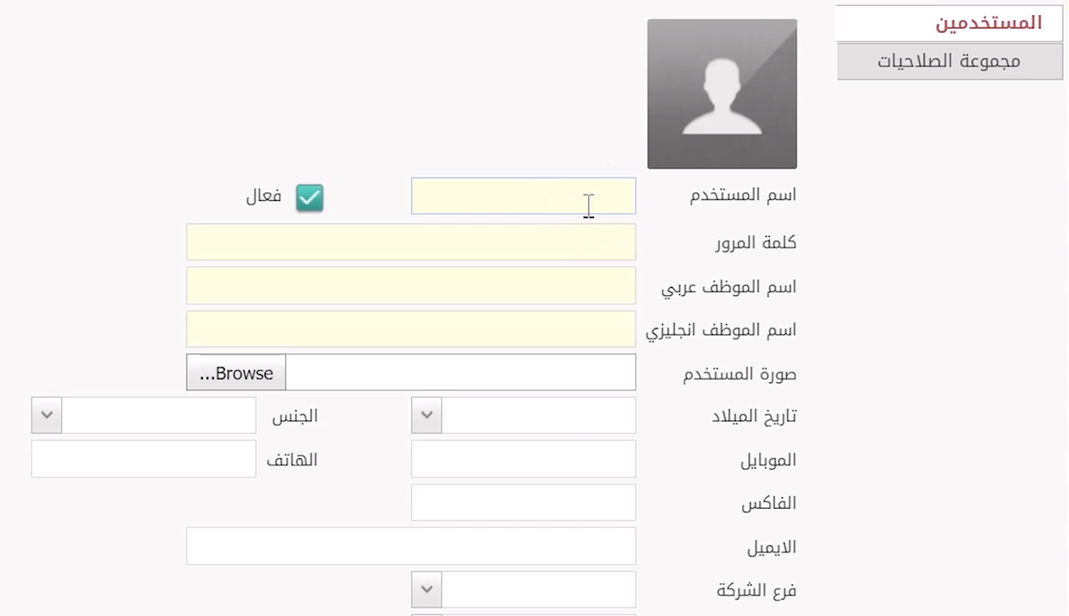 المستخدمين
مجموعة الصلاحيات
اسم المستخدم
فعال
كلمة المرور
اسم الموظف عربي
اسم الموظف انجليزي
صورة المستخدم
Browse...
تاريخ الميلاد
الجنس
الموبايل
الهاتف
الفاكس
الايميل
فرع الشركة